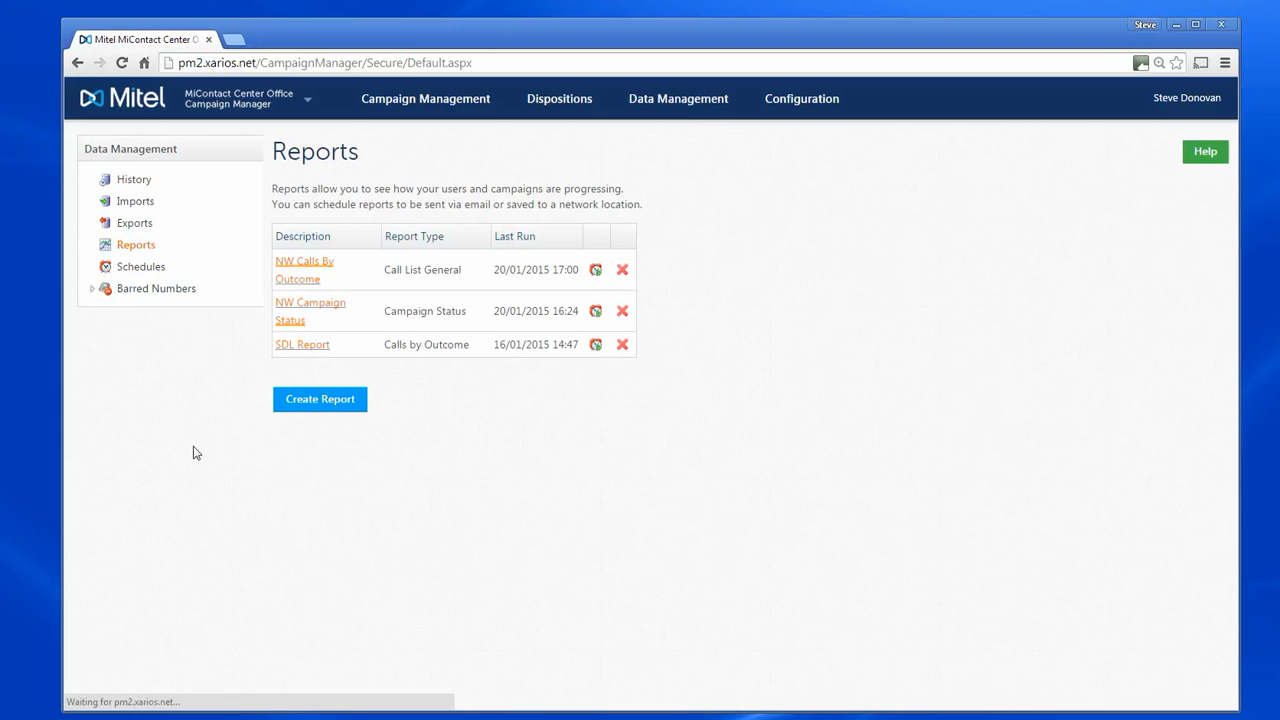 Steve
Mitel MiContact Center O
pm2.xarios.net/CampaignManager/Secure/Default.aspx
Mitel
MiContact Center Office
Campaign Manager
Campaign Management
Dispositions
Data Management
Configuration
Steve Donovan
Data Management
History
Imports
Exports
Reports
Schedules
Barred Numbers
Reports
Help
Reports allow you to see how your users and campaigns are progressing.
You can schedule reports to be sent via email or saved to a network location.
Description Report Type Last Run
NW Calls By
Outcome
Call List General 20/01/2015 17:00
NW Campaign
Status
Campaign Status 20/01/2015 16:24
SDL Report Calls by Outcome 16/01/2015 14:47
Create Report
Waiting for pm2.xarios.net...